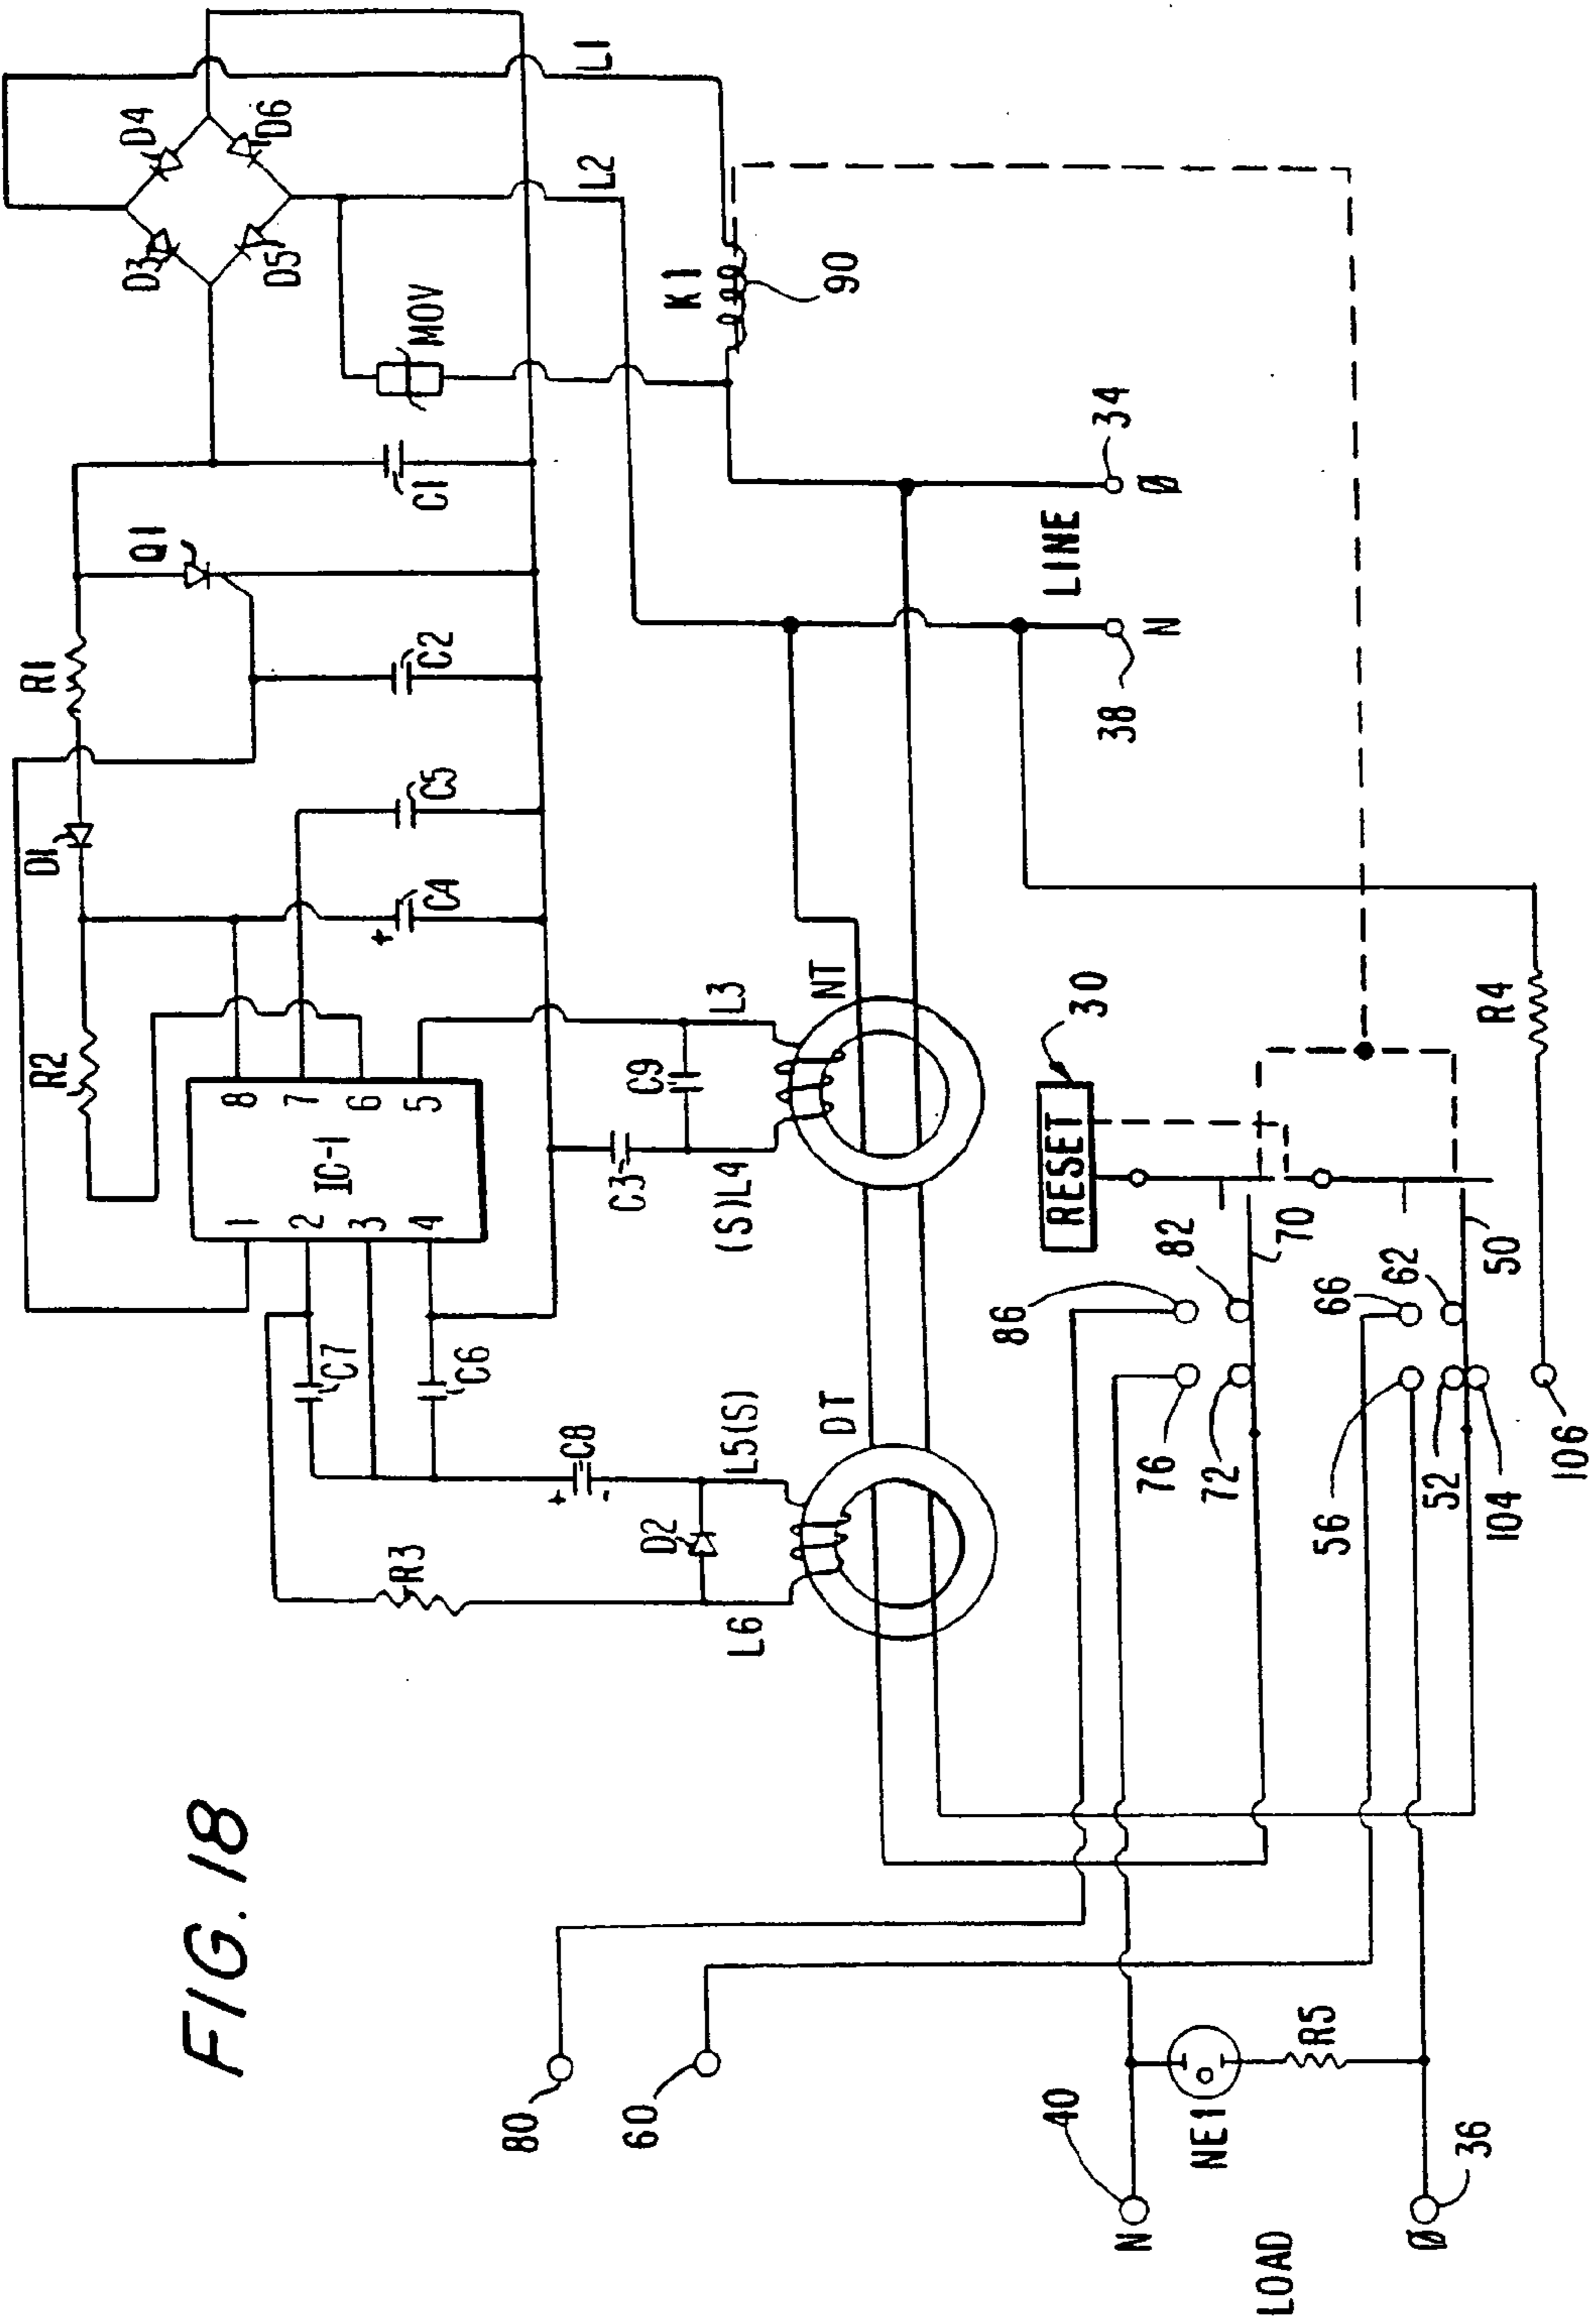 FIG. 18
D4
D6
D3
D5
L1
L2
MOV
K1
90
C1
Q1
R1
C2
34
Ø
LINE
N
38
D1
C5
C4
+
R2
8
7
6
5
IC-1
1
2
3
4
C9
L3
NT
C3
(S)L4
30
RESET
R4
C7
C6
C8
+
-
L5(S)
DT
D2
R3
L6
86
82
70
76
72
66
62
50
56
52
104
106
80
60
40
N
NE1
R5
36
Ø
LOAD